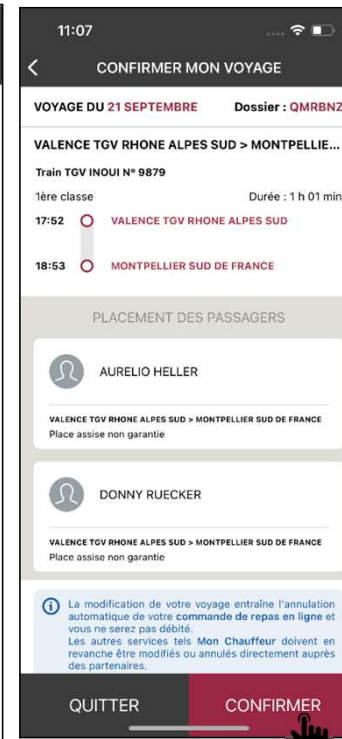 11:07
CONFIRMER MON VOYAGE
VOYAGE DU 21 SEPTEMBRE Dossier : QMRBNZ
VALENCE TGV RHONE ALPES SUD > MONTPELLIE...
Train TGV INOUI N° 9879
1ère classe Durée : 1 h 01 min
17:52 VALENCE TGV RHONE ALPES SUD
18:53 MONTPELLIER SUD DE FRANCE
PLACEMENT DES PASSAGERS
AURELIO HELLER
VALENCE TGV RHONE ALPES SUD > MONTPELLIER SUD DE FRANCE
Place assise non garantie
DONNY RUECKER
VALENCE TGV RHONE ALPES SUD > MONTPELLIER SUD DE FRANCE
Place assise non garantie
La modification de votre voyage entraîne l'annulation
automatique de votre commande de repas en ligne et
vous ne serez pas débité.
Les autres services tels Mon Chauffeur doivent en
revanche être modifiés ou annulés directement auprès
des partenaires.
QUITTER CONFIRMER